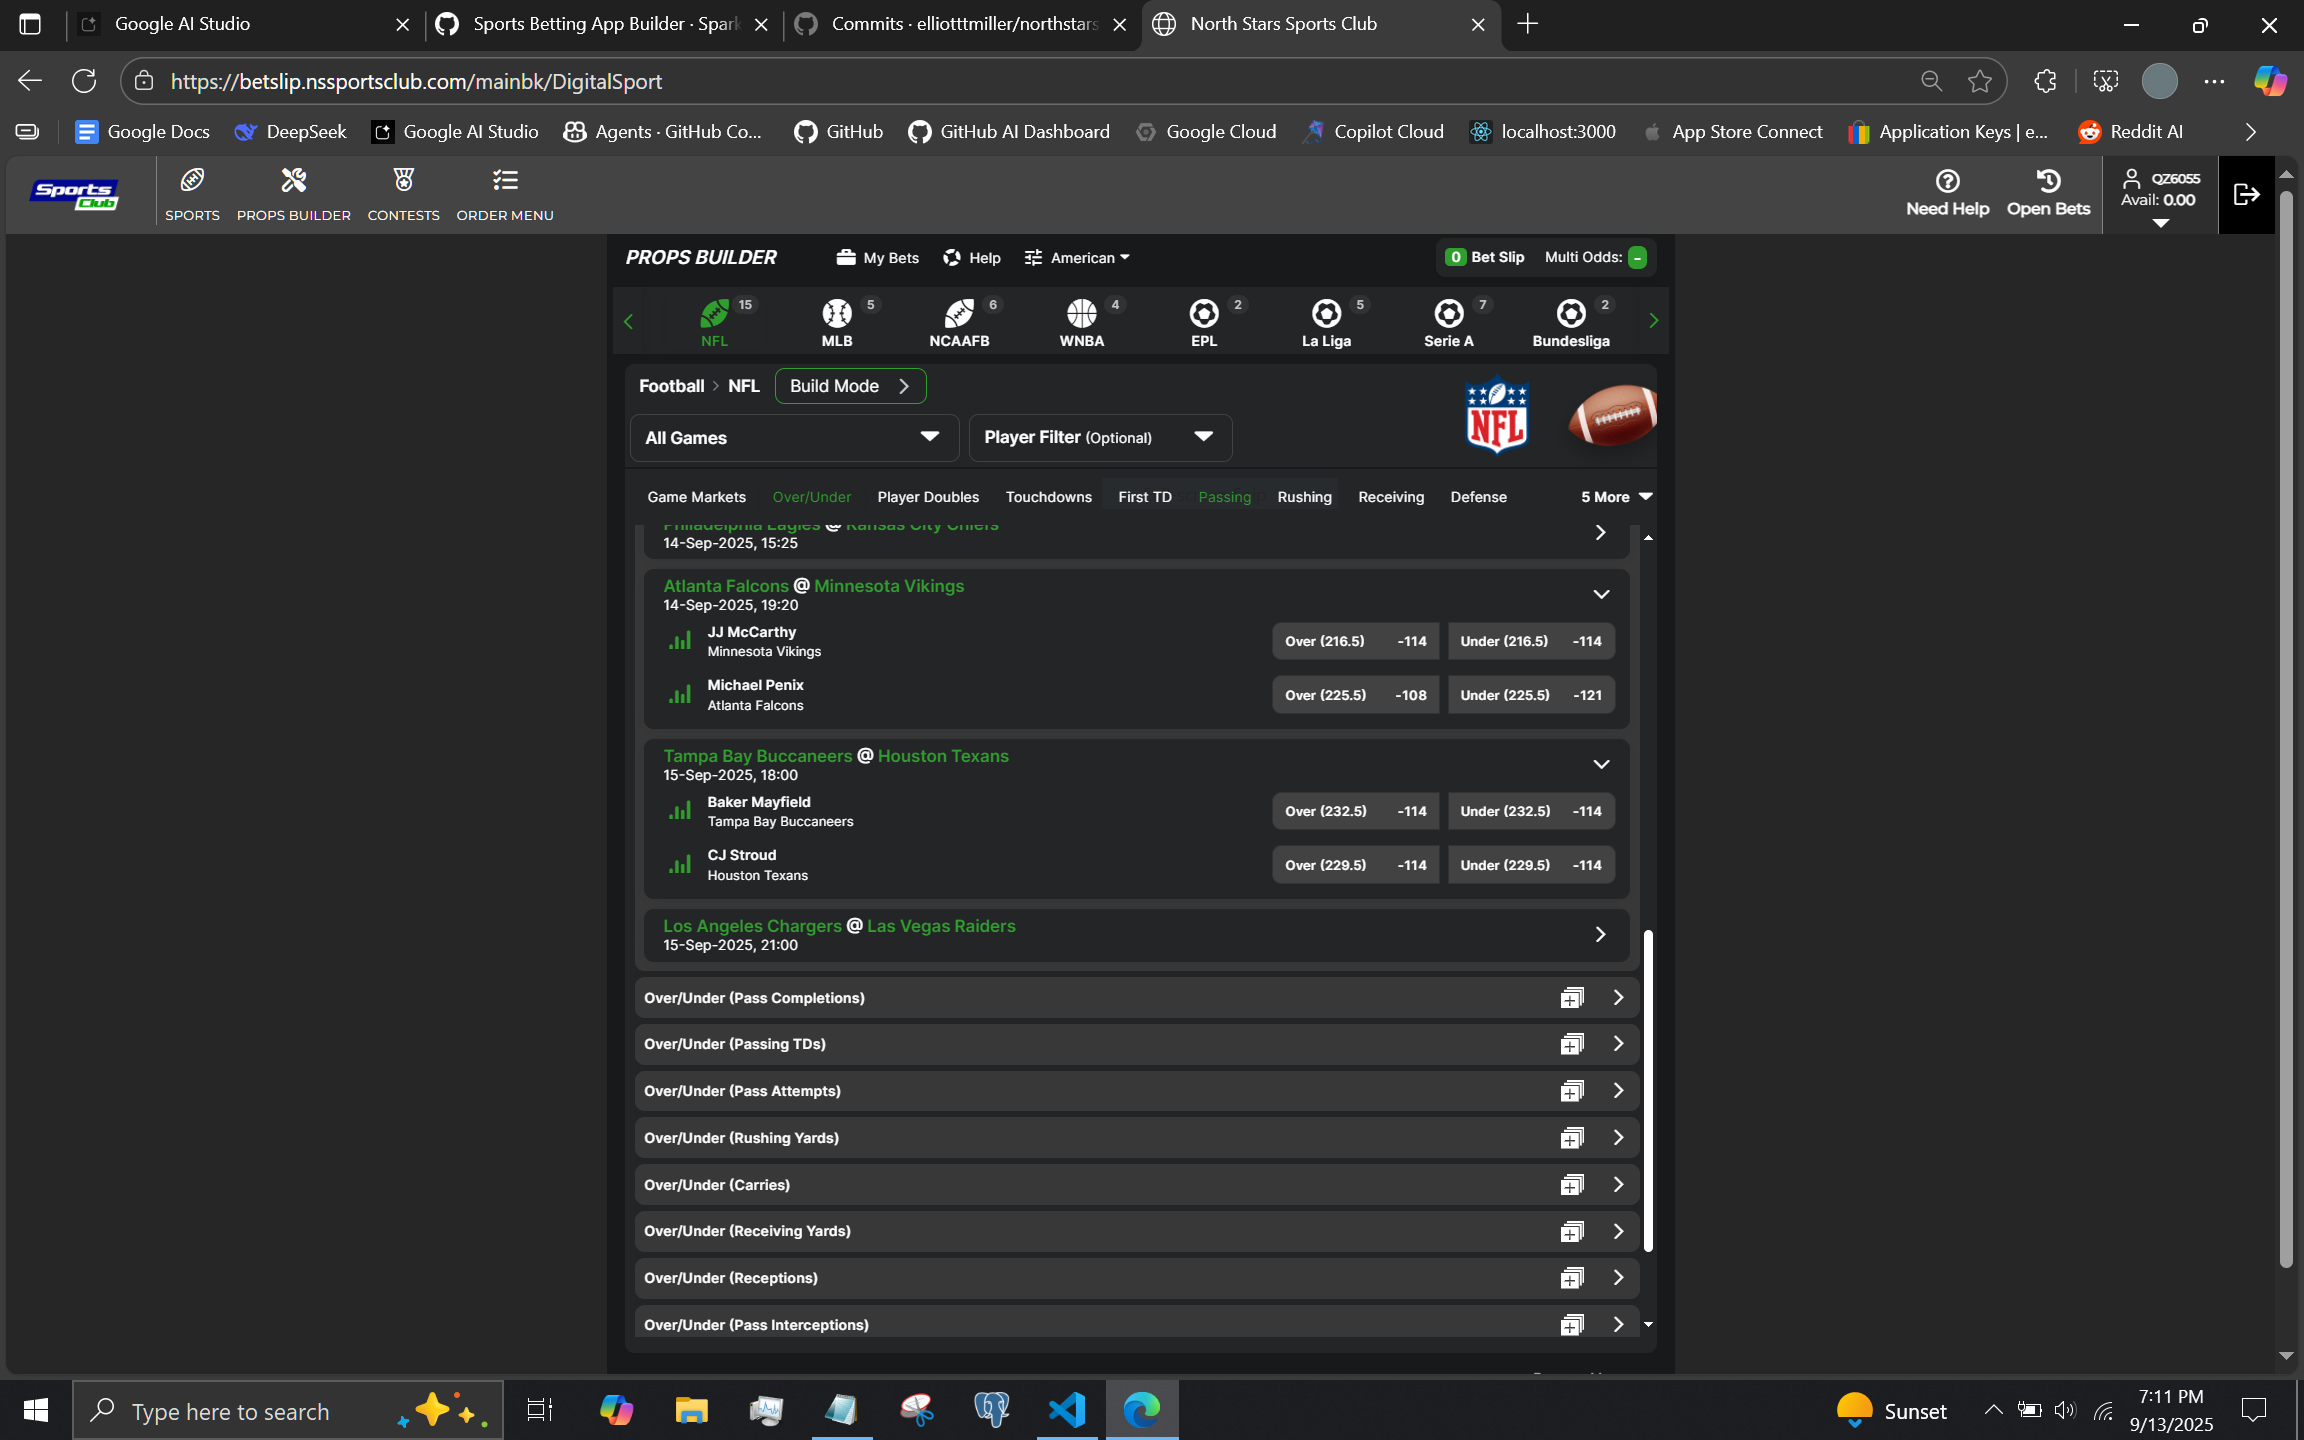 Google AI Studio
Sports Betting App Builder · Spark
Commits · elliotttmiller/northstars
North Stars Sports Club
https://betslip.nssportsclub.com/mainbk/DigitalSport
Google Docs
DeepSeek
Google AI Studio
Agents · GitHub Co...
GitHub
GitHub AI Dashboard
Google Cloud
Copilot Cloud
localhost:3000
App Store Connect
Application Keys | e...
Reddit AI
Sports Club
SPORTS
PROPS BUILDER
CONTESTS
ORDER MENU
Need Help
Open Bets
QZ6055
Avail: 0.00
PROPS BUILDER
My Bets
Help
American
0 Bet Slip
Multi Odds: -
15
5
6
4
2
5
7
2
NFL
MLB
NCAAFB
WNBA
EPL
La Liga
Serie A
Bundesliga
Football > NFL
Build Mode
All Games
Player Filter (Optional)
NFL
Game Markets
Over/Under
Player Doubles
Touchdowns
First TD
Passing
Rushing
Receiving
Defense
5 More
Philadelphia Eagles @ Kansas City Chiefs
14-Sep-2025, 15:25
Atlanta Falcons @ Minnesota Vikings
14-Sep-2025, 19:20
JJ McCarthy
Minnesota Vikings
Over (216.5) -114
Under (216.5) -114
Michael Penix
Atlanta Falcons
Over (225.5) -108
Under (225.5) -121
Tampa Bay Buccaneers @ Houston Texans
15-Sep-2025, 18:00
Baker Mayfield
Tampa Bay Buccaneers
Over (232.5) -114
Under (232.5) -114
CJ Stroud
Houston Texans
Over (229.5) -114
Under (229.5) -114
Los Angeles Chargers @ Las Vegas Raiders
15-Sep-2025, 21:00
Over/Under (Pass Completions)
Over/Under (Passing TDs)
Over/Under (Pass Attempts)
Over/Under (Rushing Yards)
Over/Under (Carries)
Over/Under (Receiving Yards)
Over/Under (Receptions)
Over/Under (Pass Interceptions)
Type here to search
Sunset
7:11 PM
9/13/2025